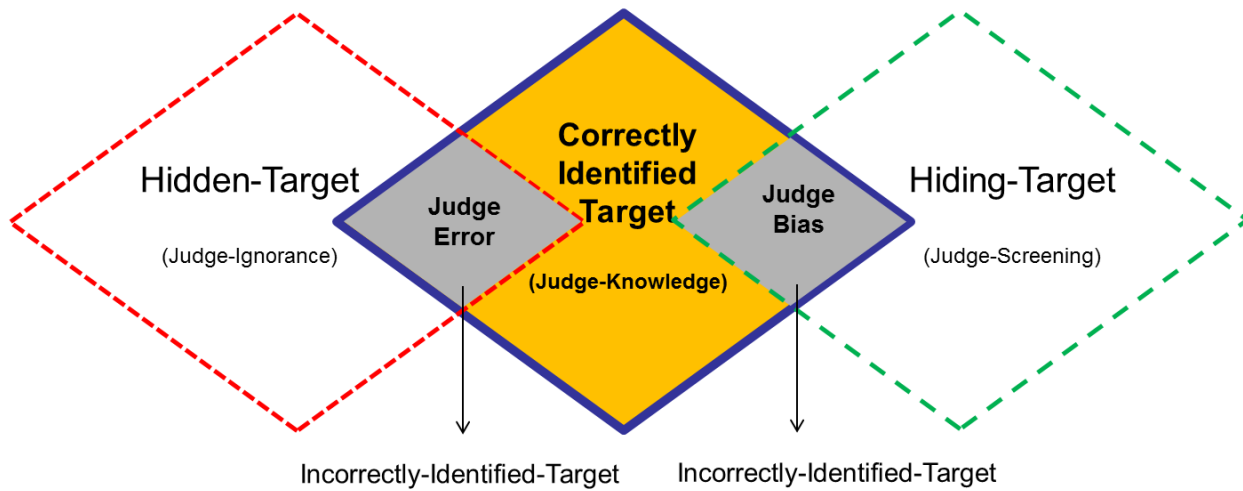 Hidden-Target
(Judge-Ignorance)
Judge
Error
Correctly
Identified
Target
(Judge-Knowledge)
Judge
Bias
Hiding-Target
(Judge-Screening)
Incorrectly-Identified-Target
Incorrectly-Identified-Target